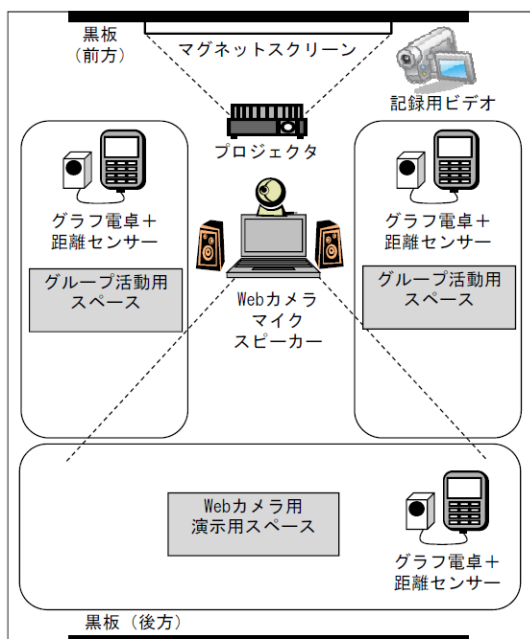 黒板
(前方)
マグネットスクリーン
記録用ビデオ
プロジェクタ
グラフ電卓+
距離センサー
グループ活動用
スペース
Webカメラ
マイク
スピーカー
グラフ電卓+
距離センサー
グループ活動用
スペース
Webカメラ用
演示用スペース
グラフ電卓+
距離センサー
黒板(後方)